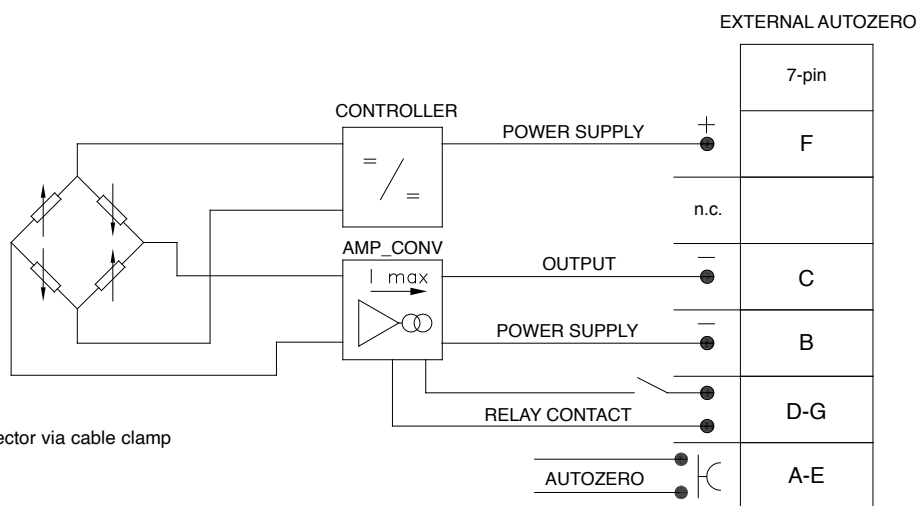 EXTERNAL AUTOZERO
7-pin
CONTROLLER
POWER SUPPLY
+
F
=
/
=
n.c.
AMP_CONV
I max
OUTPUT
−
C
POWER SUPPLY
−
B
RELAY CONTACT
D-G
ector via cable clamp
AUTOZERO
A-E